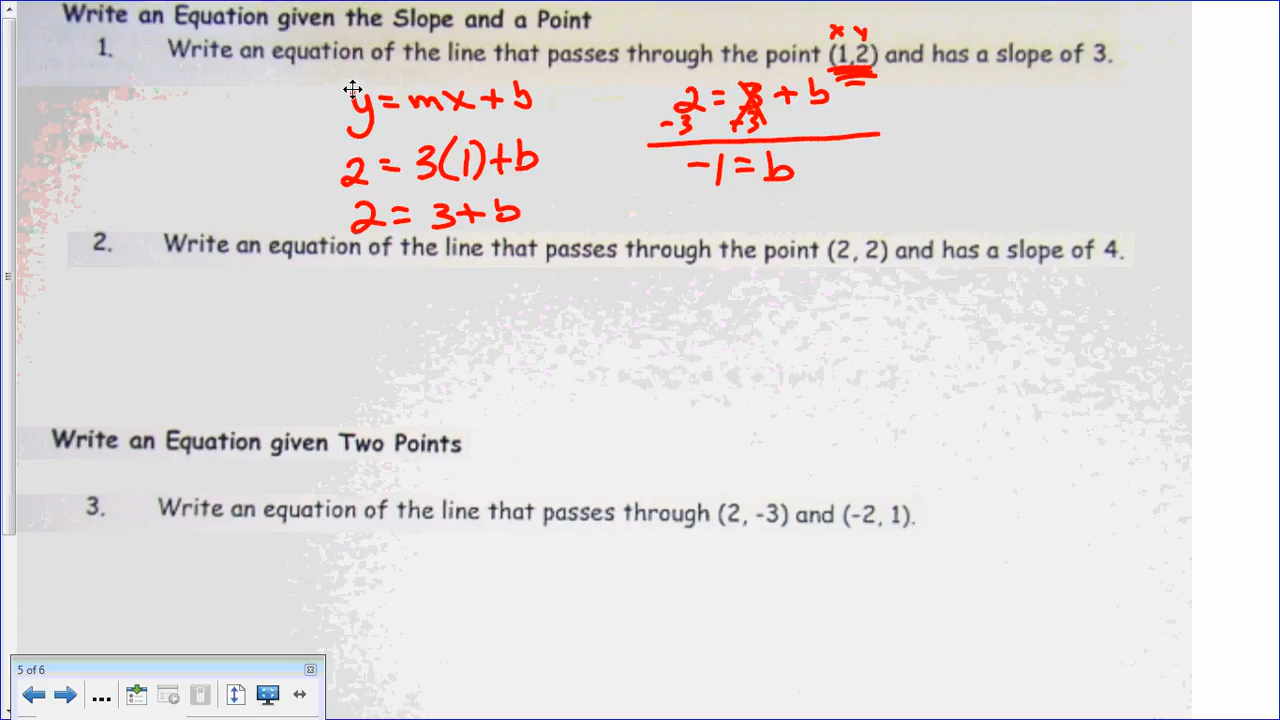 Write an Equation given the Slope and a Point
x y
1. Write an equation of the line that passes through the point (1,2) and has a slope of 3.
y = mx + b
2 = 3(1) + b
2 = 3 + b
2 = 3 + b
-3 -3
-1 = b
2. Write an equation of the line that passes through the point (2, 2) and has a slope of 4.
Write an Equation given Two Points
3. Write an equation of the line that passes through (2, -3) and (-2, 1).
5 of 6